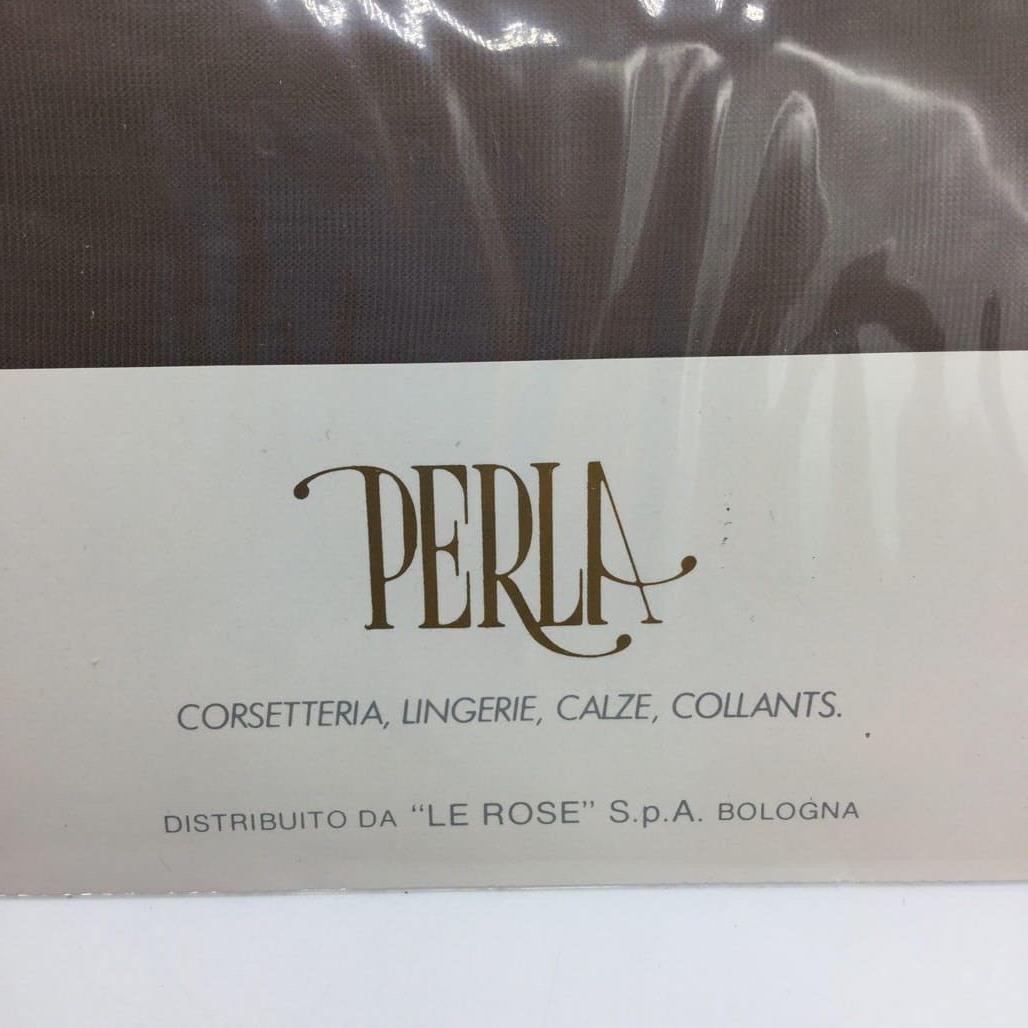 PERLA
CORSETTERIA, LINGERIE, CALZE, COLLANTS.
DISTRIBUITO DA "LE ROSE" S.p.A. BOLOGNA